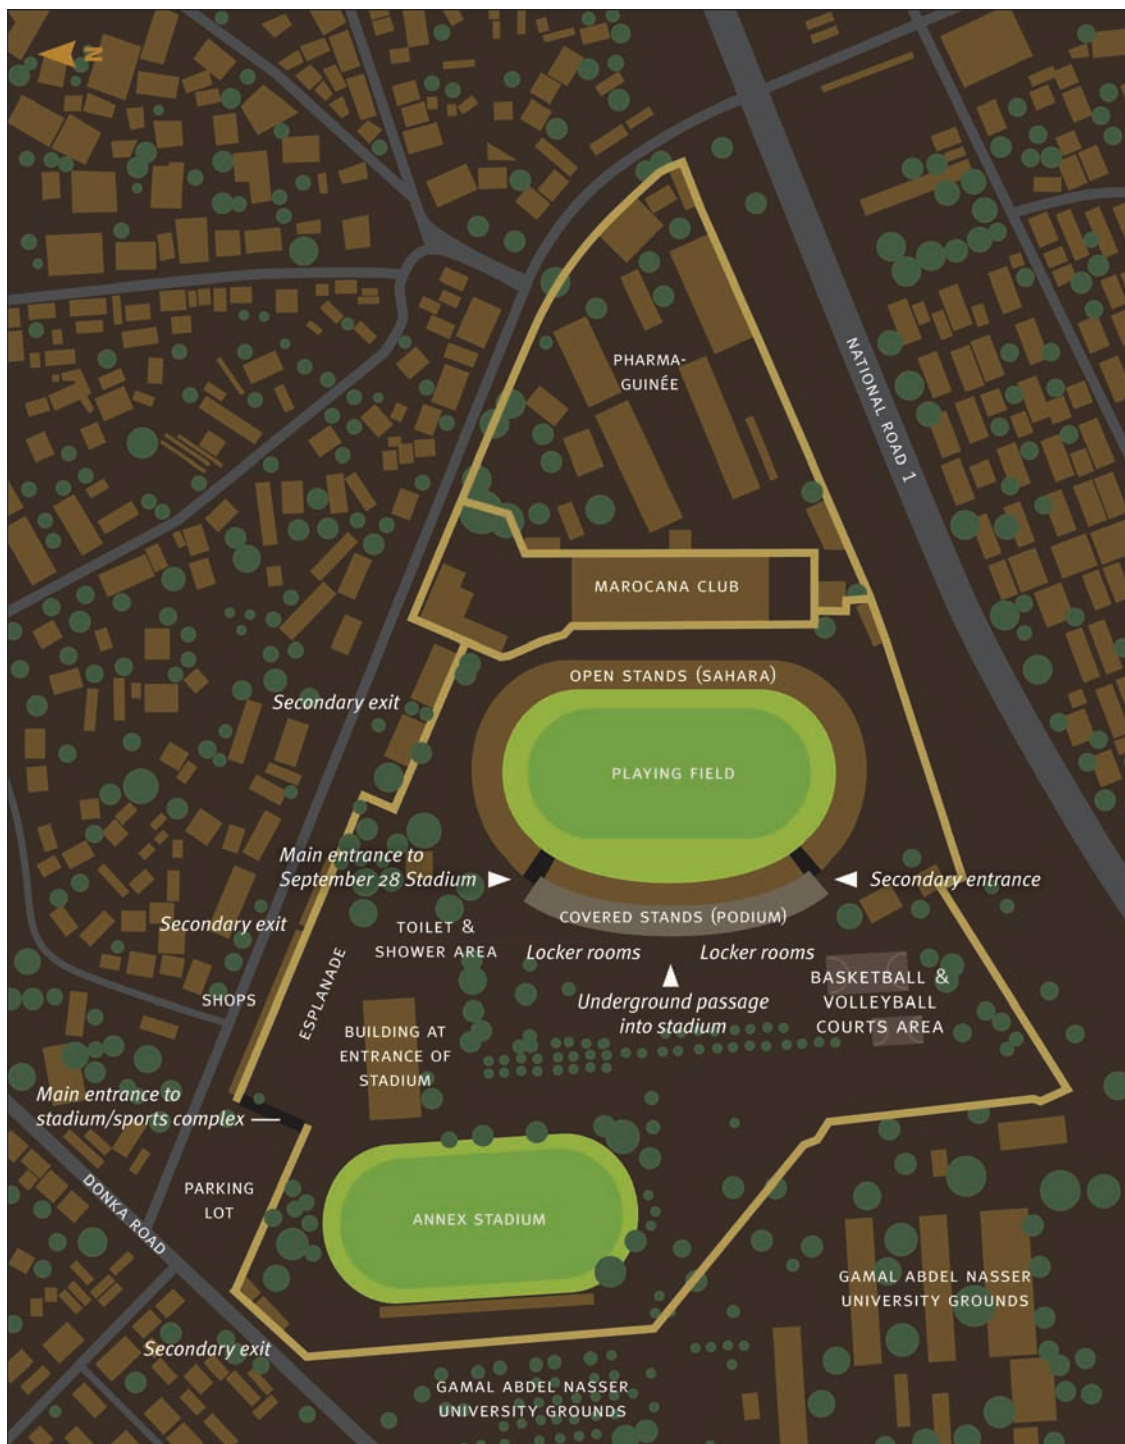 N
PHARMA-
GUINÉE
NATIONAL ROAD 1
MAROCANA CLUB
OPEN STANDS (SAHARA)
Secondary exit
PLAYING FIELD
Main entrance to
September 28 Stadium
Secondary entrance
COVERED STANDS (PODIUM)
Secondary exit
TOILET &
SHOWER AREA
Locker rooms
Locker rooms
ESPLANADE
SHOPS
Underground passage
into stadium
BASKETBALL &
VOLLEYBALL
COURTS AREA
BUILDING AT
ENTRANCE OF
STADIUM
Main entrance to
stadium/sports complex
DONKA ROAD
PARKING
LOT
ANNEX STADIUM
GAMAL ABDEL NASSER
UNIVERSITY GROUNDS
Secondary exit
GAMAL ABDEL NASSER
UNIVERSITY GROUNDS